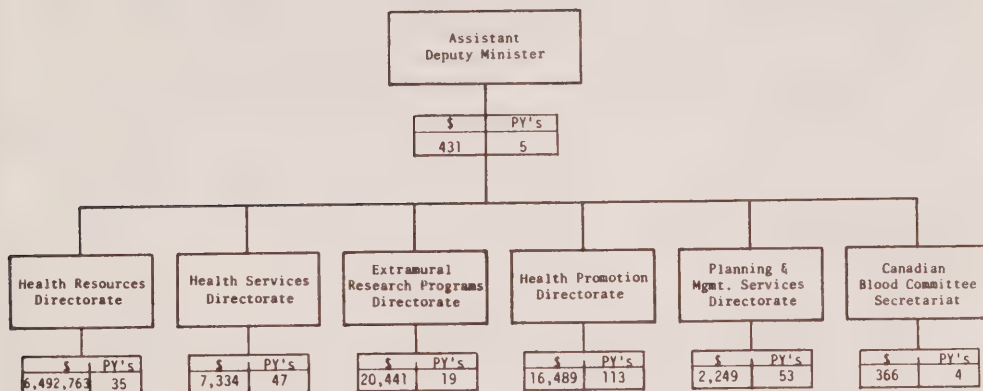 Assistant
Deputy Minister
$ PY's
431 5
Health Resources
Directorate
Health Services
Directorate
Extramural
Research Programs
Directorate
Health Promotion
Directorate
Planning &
Mgmt. Services
Directorate
Canadian
Blood Committee
Secretariat
$ PY's
6,492,763 35
$ PY's
7,334 47
$ PY's
20,441 19
$ PY's
16,489 113
$ PY's
2,249 53
$ PY's
366 4